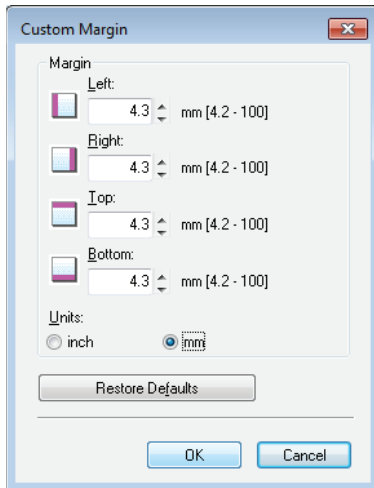 Custom Margin
Margin
Left:
4.3 mm [4.2 - 100]
Right:
4.3 mm [4.2 - 100]
Top:
4.3 mm [4.2 - 100]
Bottom:
4.3 mm [4.2 - 100]
Units:
inch mm
Restore Defaults
OK Cancel